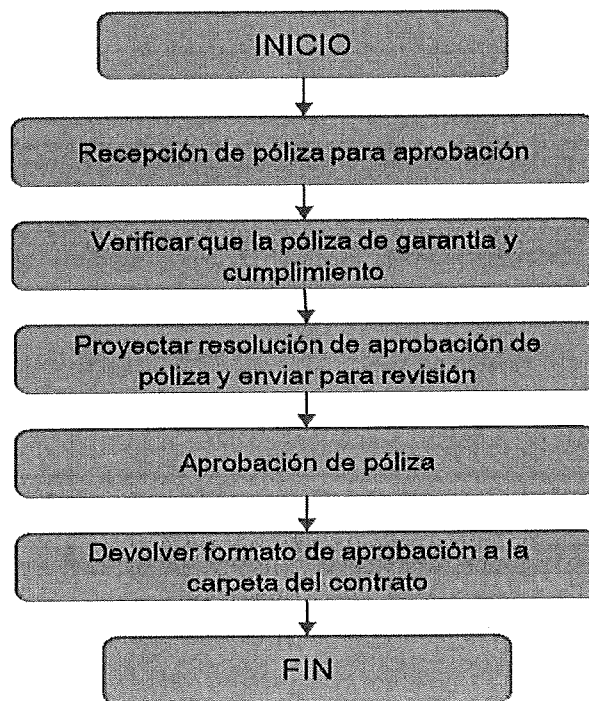 INICIO
Recepción de póliza para aprobación
Verificar que la póliza de garantia y
cumplimiento
Proyectar resolución de aprobación de
póliza y enviar para revisión
Aprobación de póliza
Devolver formato de aprobación a la
carpeta del contrato
FIN